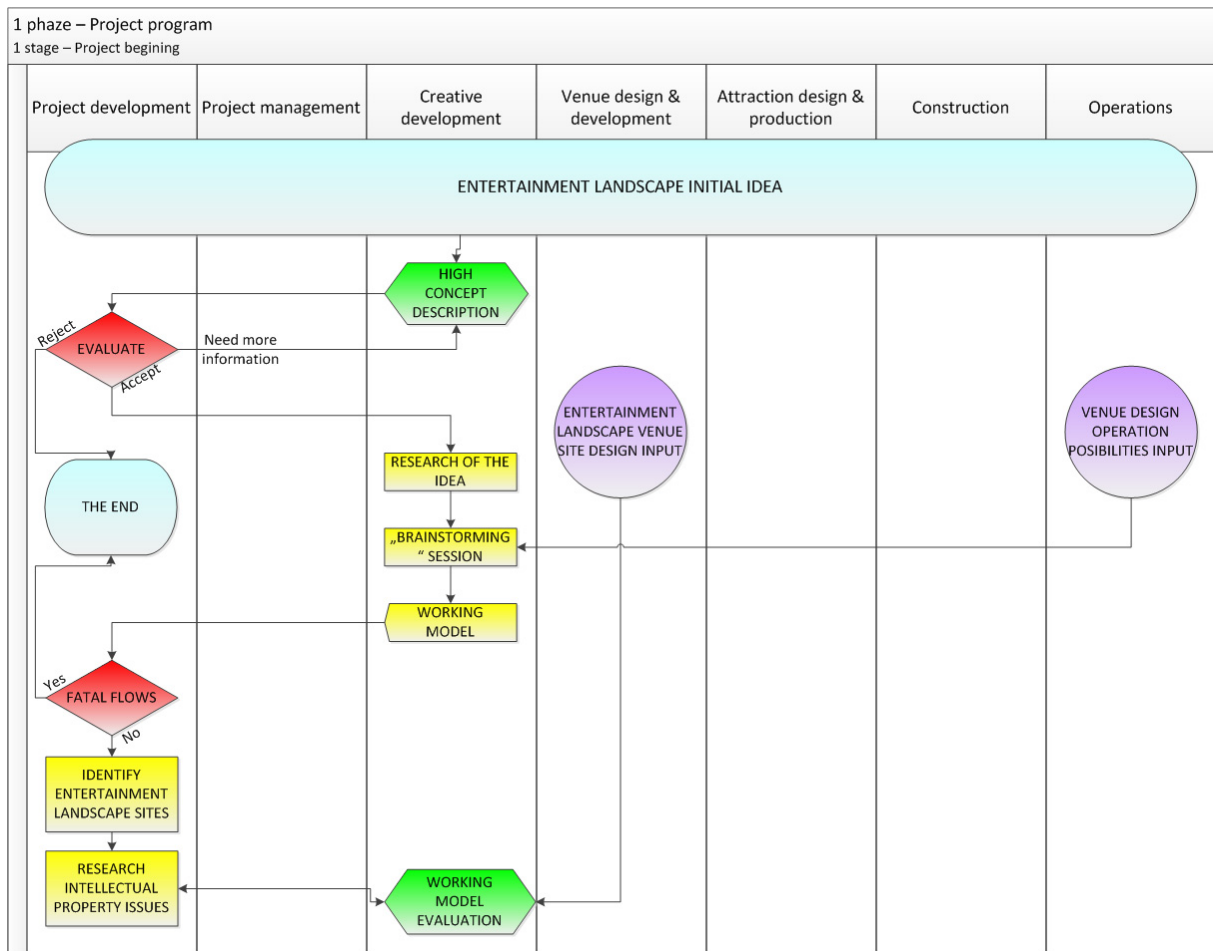 1 phaze – Project program
1 stage – Project begining
Project development
Project management
Creative
development
Venue design &
development
Attraction design &
production
Construction
Operations
ENTERTAINMENT LANDSCAPE INITIAL IDEA
HIGH
CONCEPT
DESCRIPTION
Reject
EVALUATE
Need more
information
Accept
ENTERTAINMENT
LANDSCAPE VENUE
SITE DESIGN INPUT
VENUE DESIGN
OPERATION
POSIBILITIES INPUT
RESEARCH OF THE
IDEA
THE END
„BRAINSTORMING
“ SESSION
WORKING
MODEL
Yes
FATAL FLOWS
No
IDENTIFY
ENTERTAINMENT
LANDSCAPE SITES
RESEARCH
INTELLECTUAL
PROPERTY ISSUES
WORKING
MODEL
EVALUATION